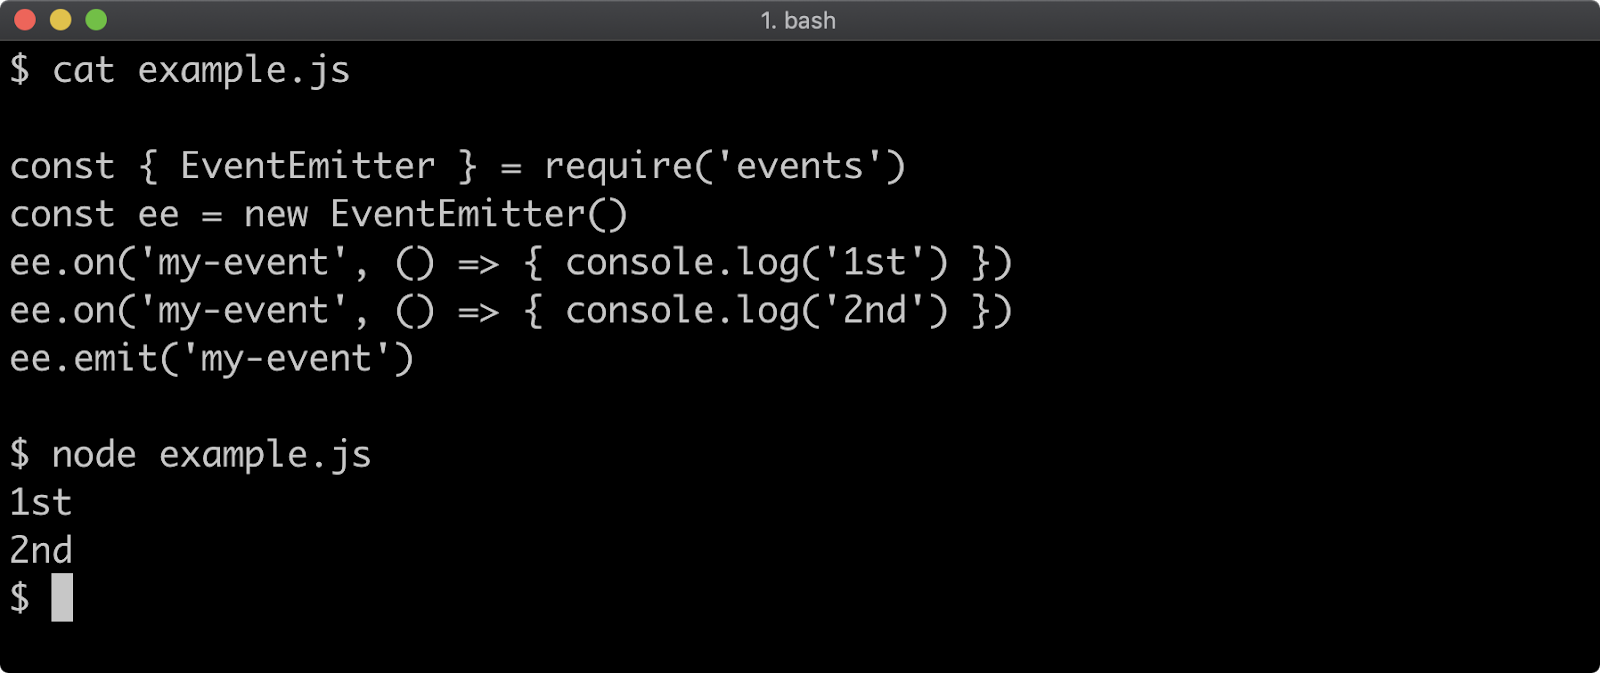 1. bash
$ cat example.js
const { EventEmitter } = require('events')
const ee = new EventEmitter()
ee.on('my-event', () => { console.log('1st') })
ee.on('my-event', () => { console.log('2nd') })
ee.emit('my-event')
$ node example.js
1st
2nd
$